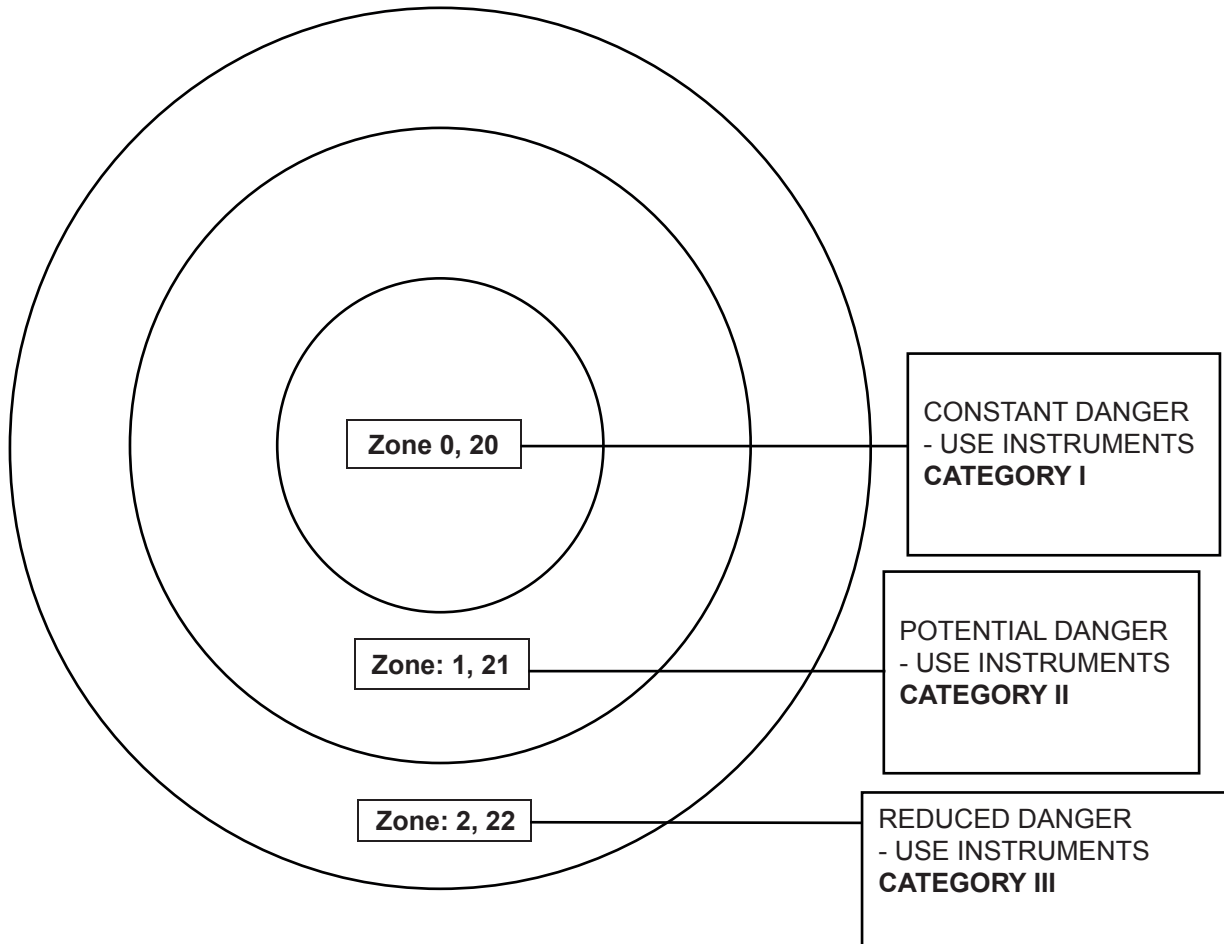 Zone 0, 20
CONSTANT DANGER
- USE INSTRUMENTS
CATEGORY I
Zone: 1, 21
POTENTIAL DANGER
- USE INSTRUMENTS
CATEGORY II
Zone: 2, 22
REDUCED DANGER
- USE INSTRUMENTS
CATEGORY III